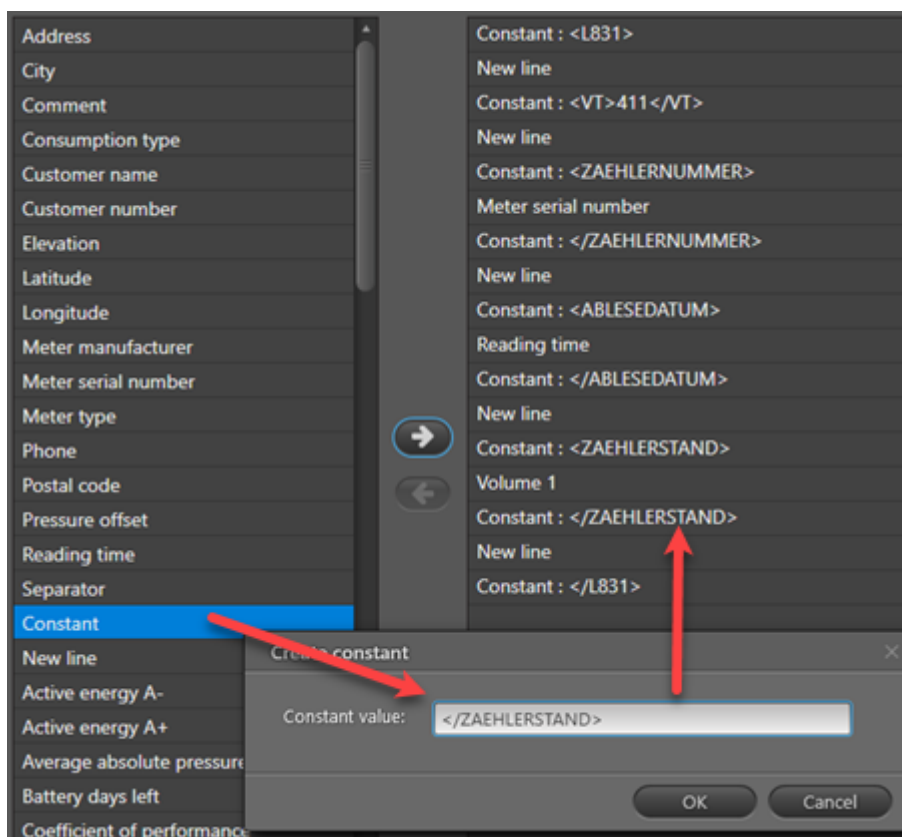 Address
City
Comment
Consumption type
Customer name
Customer number
Elevation
Latitude
Longitude
Meter manufacturer
Meter serial number
Meter type
Phone
Postal code
Pressure offset
Reading time
Separator
Constant
New line
Active energy A-
Active energy A+
Average absolute pressure
Battery days left
Coefficient of performance
Constant : <L831>
New line
Constant : <VT>411</VT>
New line
Constant : <ZAEHLERNUMMER>
Meter serial number
Constant : </ZAEHLERNUMMER>
New line
Constant : <ABLESEDATUM>
Reading time
Constant : </ABLESEDATUM>
New line
Constant : <ZAEHLERSTAND>
Volume 1
Constant : </ZAEHLERSTAND>
New line
Constant : </L831>
Create constant
Constant value: </ZAEHLERSTAND>
OK Cancel